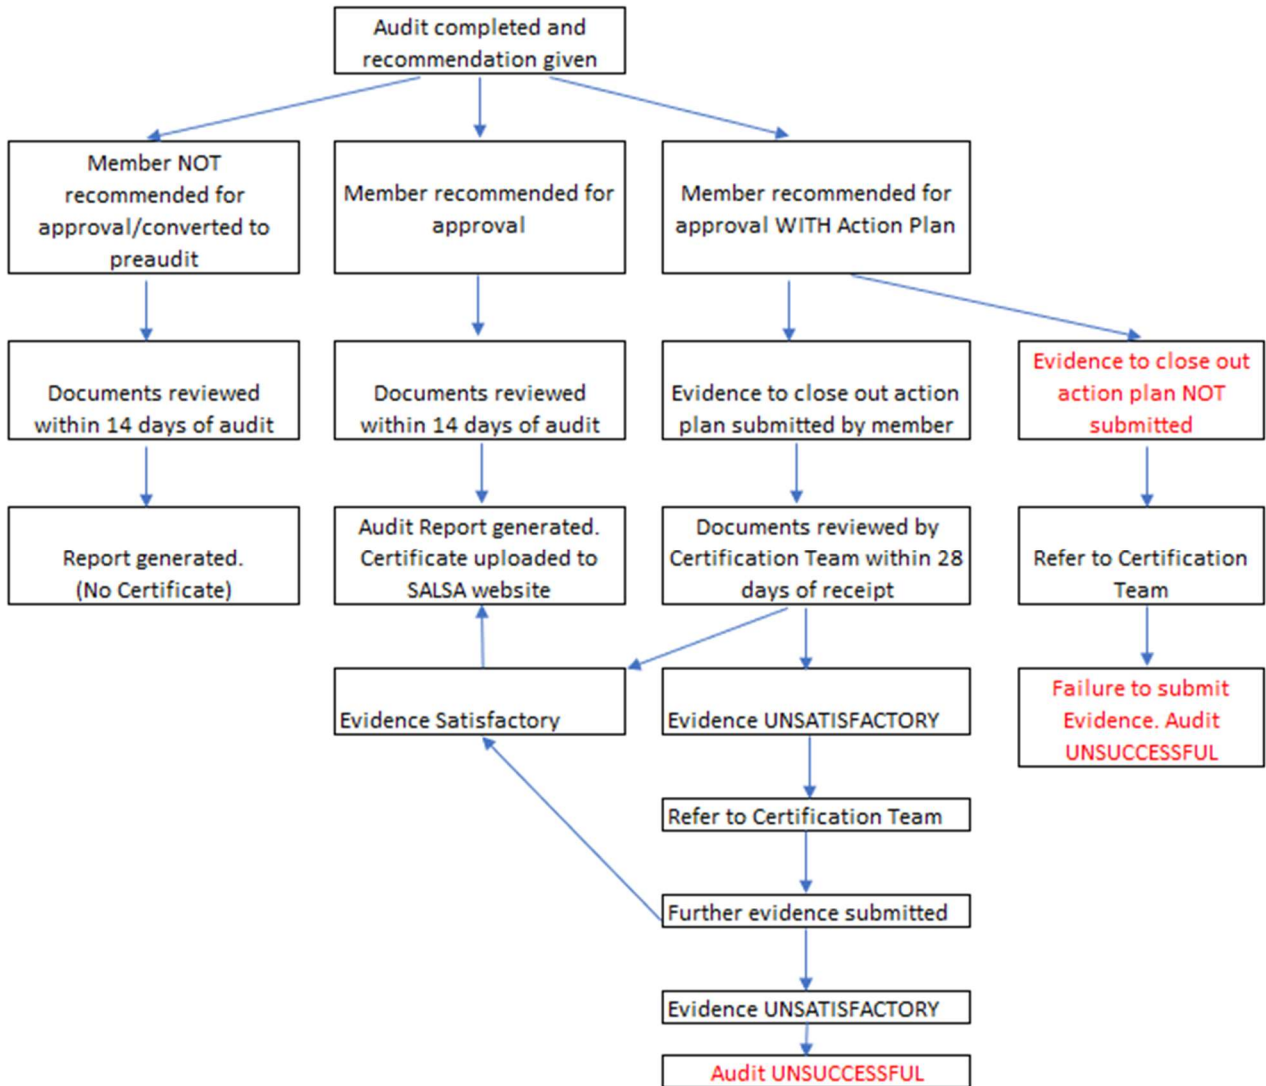 Audit completed and
recommendation given
Member NOT
recommended for
approval/converted to
preaudit
Member recommended for
approval
Member recommended for
approval WITH Action Plan
Documents reviewed
within 14 days of audit
Documents reviewed
within 14 days of audit
Evidence to close out action
plan submitted by member
Evidence to close out
action plan NOT
submitted
Report generated.
(No Certificate)
Audit Report generated.
Certificate uploaded to
SALSA website
Documents reviewed by
Certification Team within 28
days of receipt
Refer to Certification
Team
Evidence Satisfactory
Evidence UNSATISFACTORY
Failure to submit
Evidence. Audit
UNSUCCESSFUL
Refer to Certification Team
Further evidence submitted
Evidence UNSATISFACTORY
Audit UNSUCCESSFUL